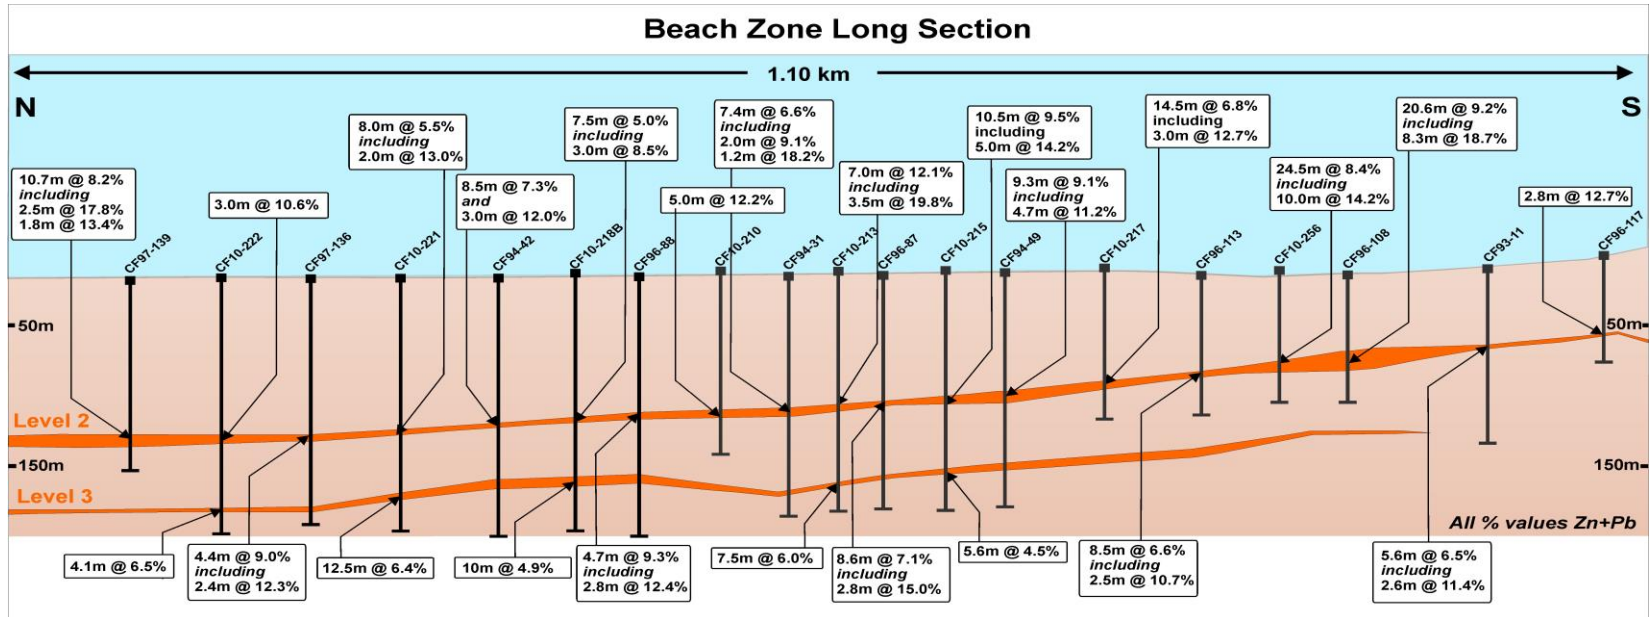 Beach Zone Long Section
1.10 km
N
S
10.7m @ 8.2%
including
2.5m @ 17.8%
1.8m @ 13.4%
3.0m @ 10.6%
8.0m @ 5.5%
including
2.0m @ 13.0%
8.5m @ 7.3%
and
3.0m @ 12.0%
7.5m @ 5.0%
including
3.0m @ 8.5%
5.0m @ 12.2%
7.4m @ 6.6%
including
2.0m @ 9.1%
1.2m @ 18.2%
7.0m @ 12.1%
including
3.5m @ 19.8%
10.5m @ 9.5%
including
5.0m @ 14.2%
9.3m @ 9.1%
including
4.7m @ 11.2%
14.5m @ 6.8%
including
3.0m @ 12.7%
24.5m @ 8.4%
including
10.0m @ 14.2%
20.6m @ 9.2%
including
8.3m @ 18.7%
2.8m @ 12.7%
CF97-139
CF10-222
CF97-136
CF10-221
CF94-42
CF10-218B
CF96-88
CF10-210
CF94-31
CF10-213
CF96-87
CF10-215
CF94-49
CF10-217
CF96-113
CF10-256
CF96-108
CF93-11
CF96-117
50m
50m
Level 2
150m
150m
Level 3
All % values Zn+Pb
4.1m @ 6.5%
4.4m @ 9.0%
including
2.4m @ 12.3%
12.5m @ 6.4%
10m @ 4.9%
4.7m @ 9.3%
including
2.8m @ 12.4%
7.5m @ 6.0%
8.6m @ 7.1%
including
2.8m @ 15.0%
5.6m @ 4.5%
8.5m @ 6.6%
including
2.5m @ 10.7%
5.6m @ 6.5%
including
2.6m @ 11.4%